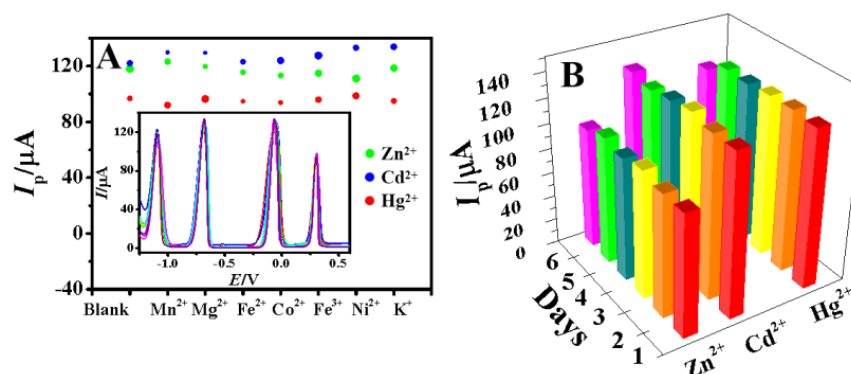 A
I_p/μA
120
80
40
0
-40
Blank Mn²⁺ Mg²⁺ Fe²⁺ Co²⁺ Fe³⁺ Ni²⁺ K⁺
Zn²⁺
Cd²⁺
Hg²⁺
I/μA
120
80
40
0
-1.0 -0.5 0.0 0.5
E/V
B
I_p/μA
140
120
100
80
60
40
20
0
6
5
4
3
2
1
Days
Zn²⁺
Cd²⁺
Hg²⁺